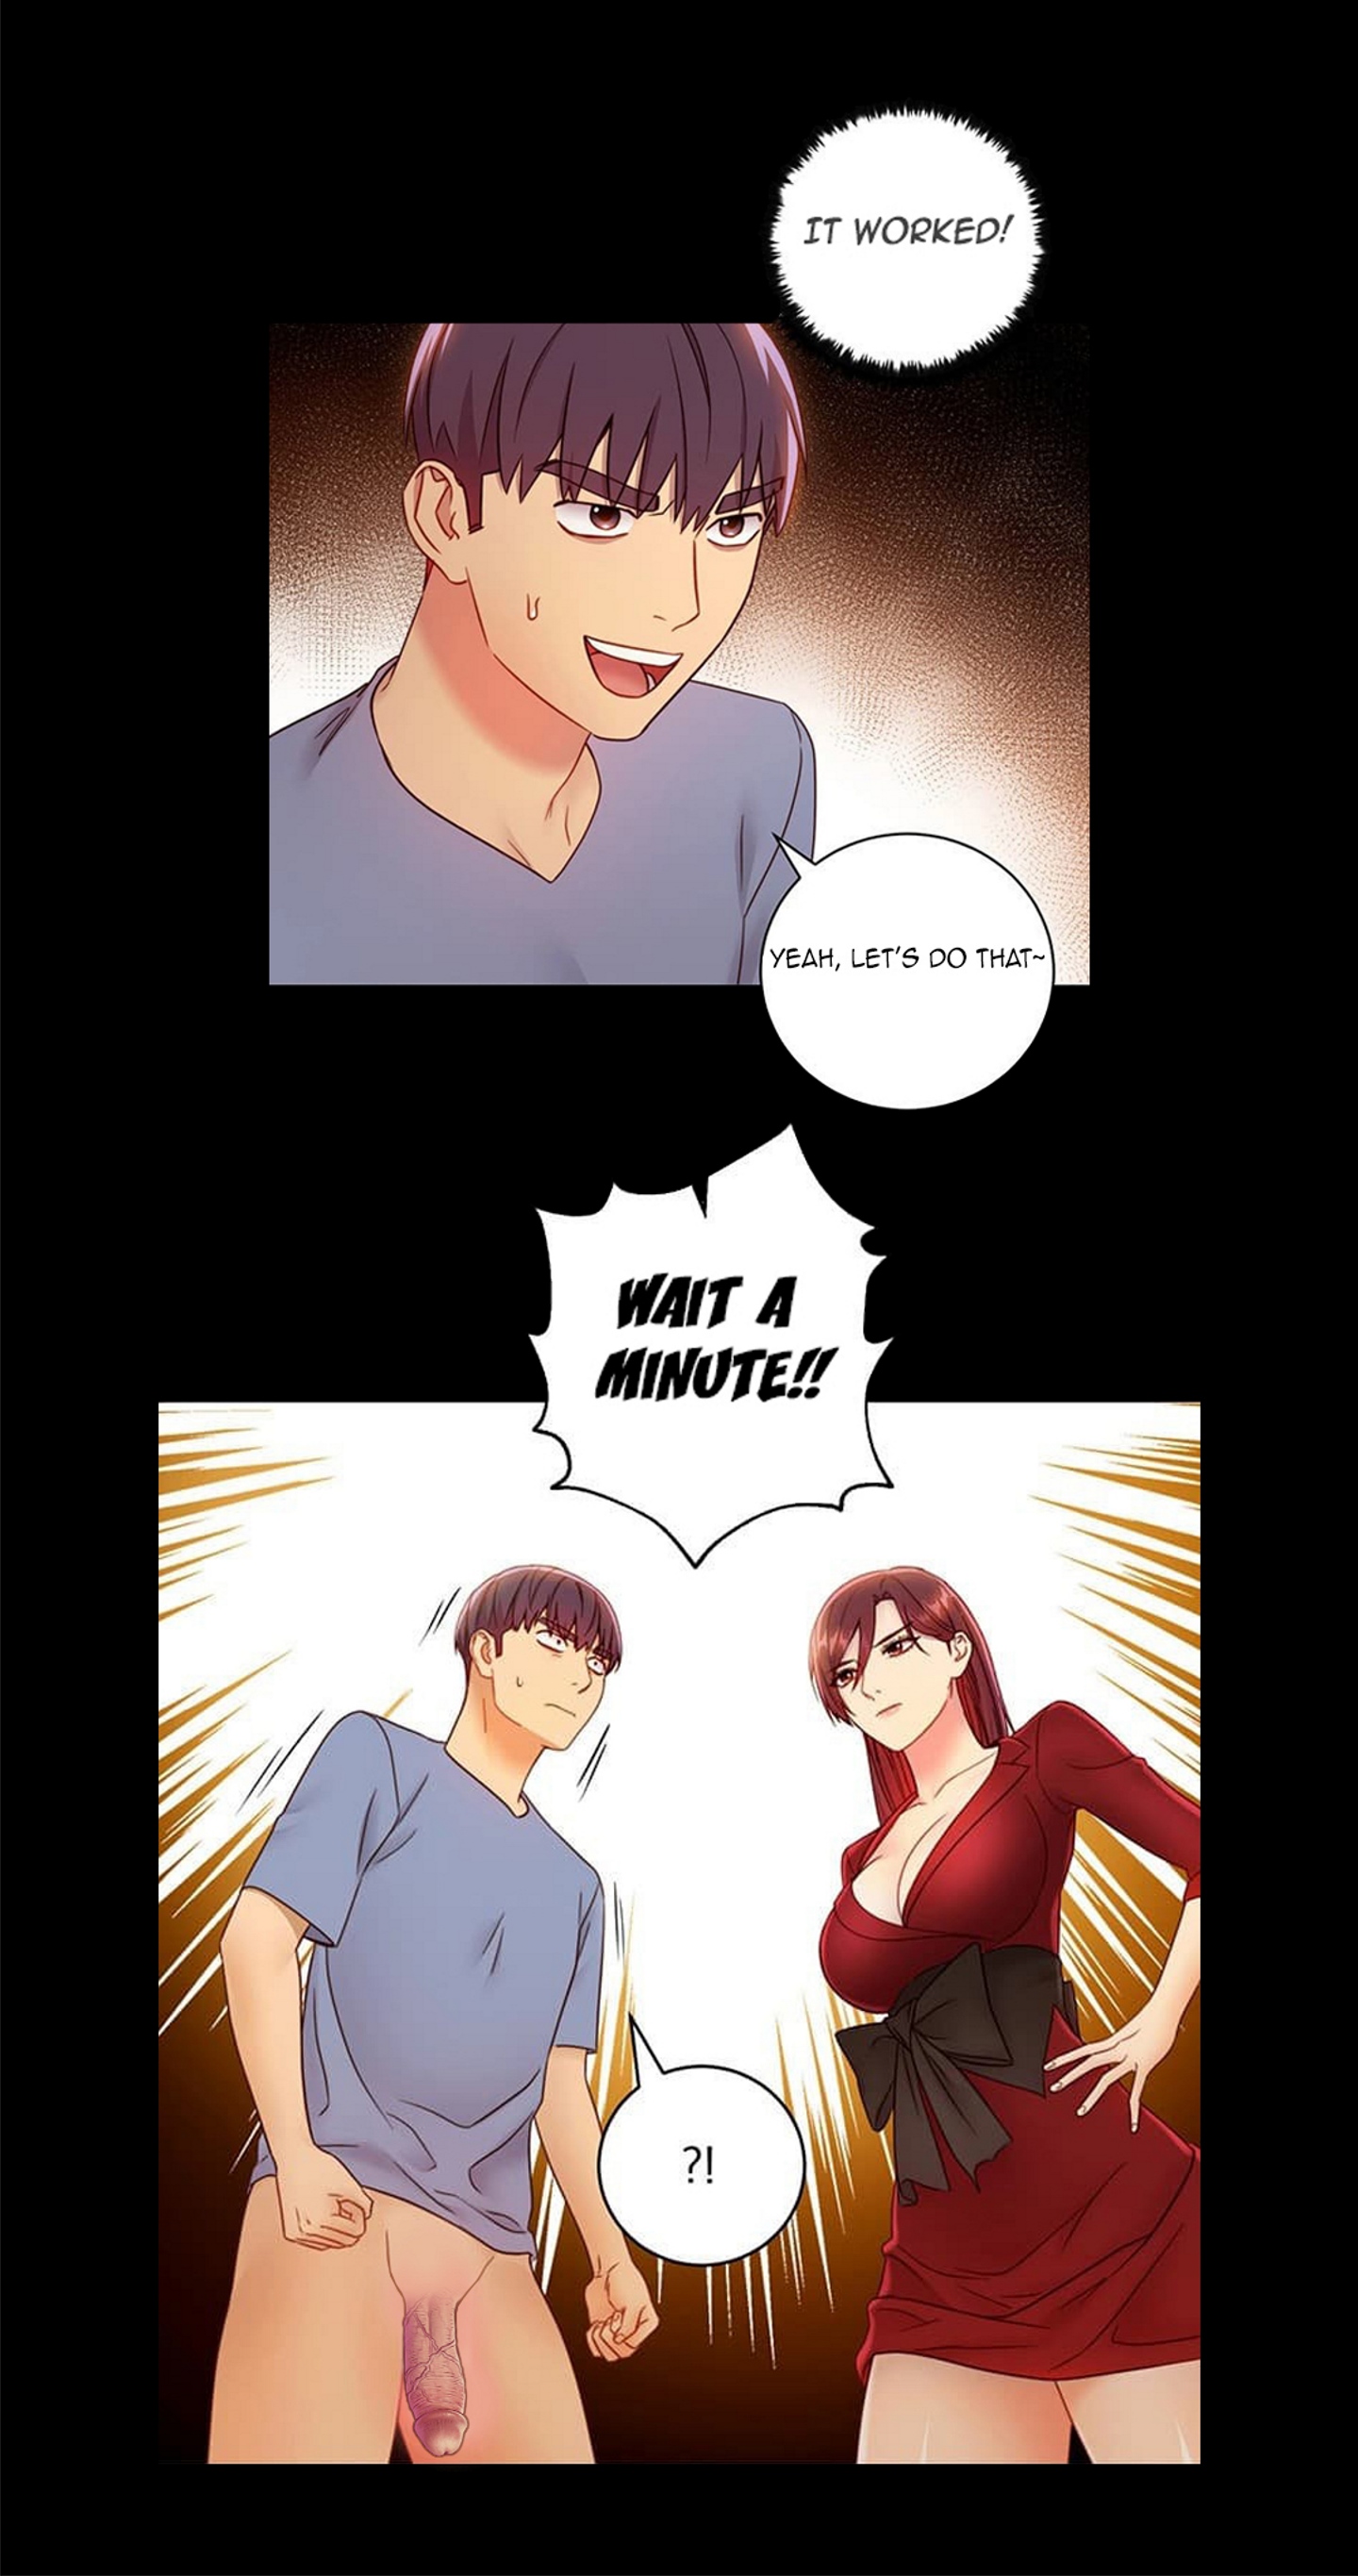 IT WORKED!
YEAH, LET'S DO THAT~
WAIT A
MINUTE!!
?!